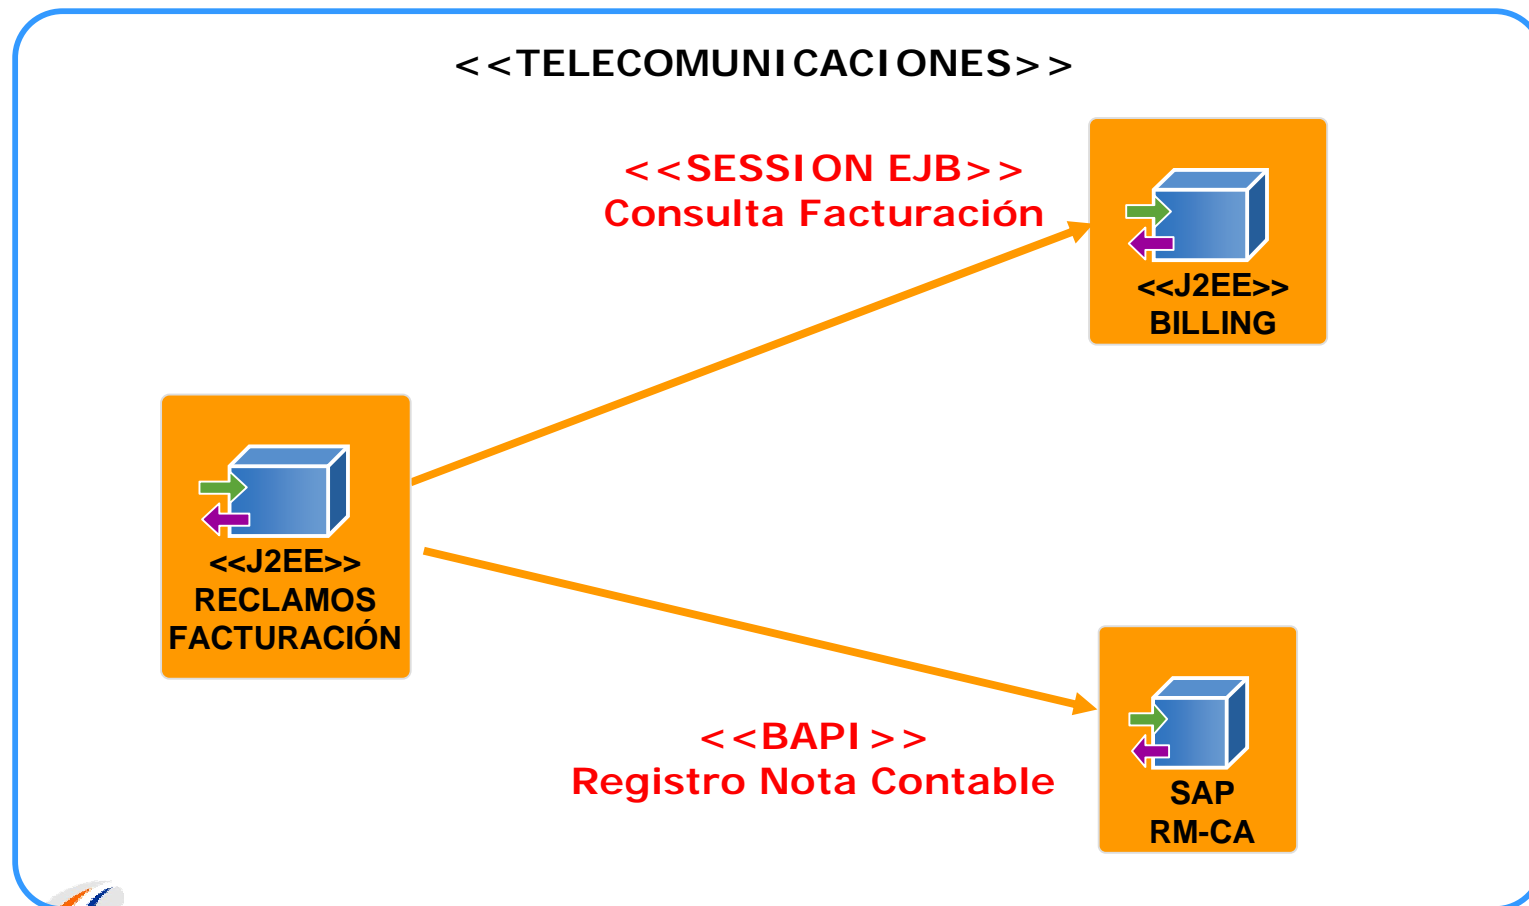 <<TELECOMUNICACIONES>>
<<SESSION EJB>>
Consulta Facturación
<<J2EE>>
BILLING
<<J2EE>>
RECLAMOS
FACTURACIÓN
<<BAPI>>
Registro Nota Contable
SAP
RM-CA